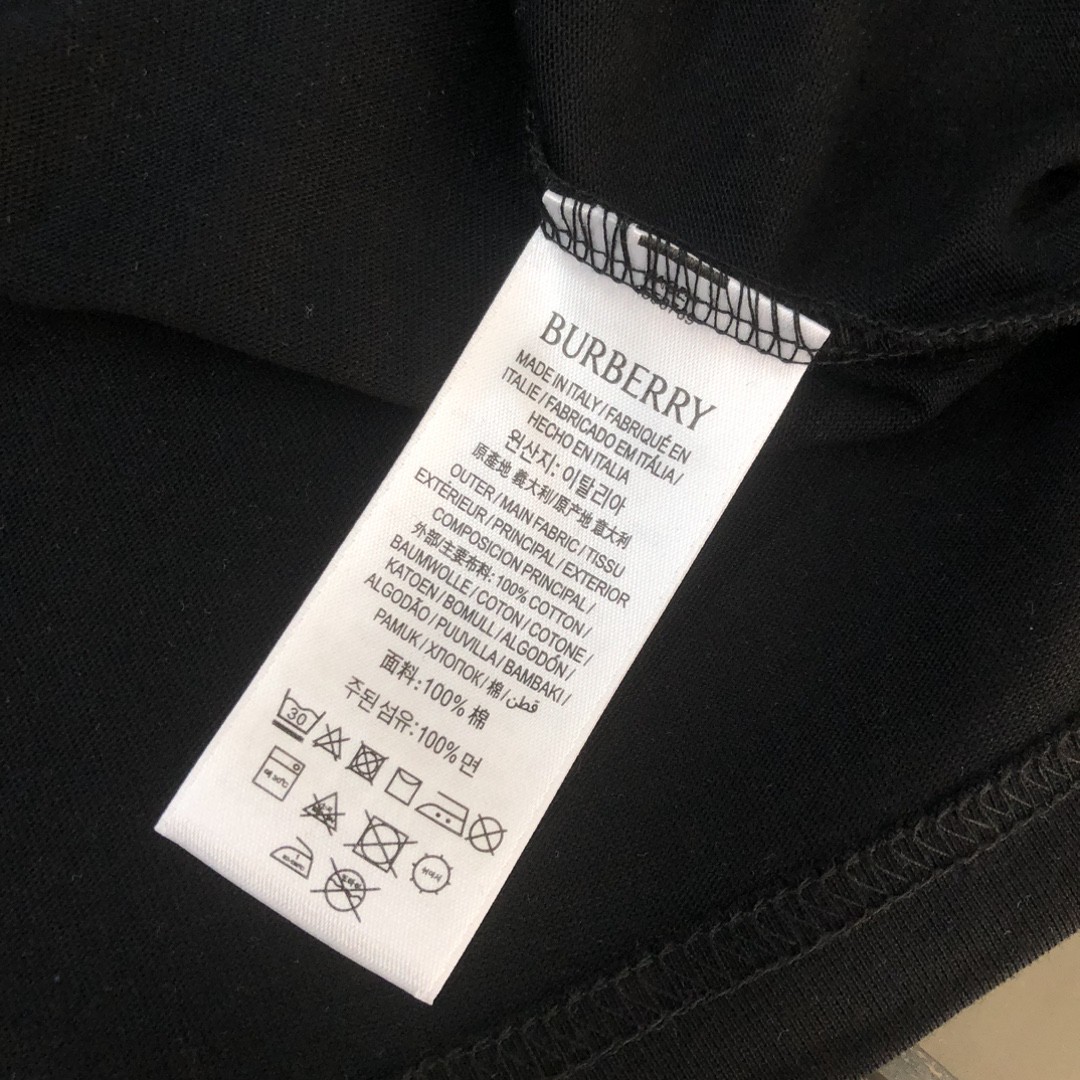 BURBERRY
MADE IN ITALY / FABRIQUÉ EN
ITALIE / FABRICADO EM ITÁLIA /
HECHO EN ITALIA
원산지: 이탈리아
原產地 義大利/原产地 意大利
OUTER / MAIN FABRIC / TISSU
EXTÉRIEUR / PRINCIPAL / EXTERIOR
COMPOSICION PRINCIPAL /
外部/主要布料: 100% COTTON /
BAUMWOLLE / COTON / COTONE /
KATOEN / BOMULL / ALGODÓN /
ALGODÃO / PUUVILLA / BAMBAKI /
PAMUK / ХЛОПОК / 棉 / قطن
面料:100% 棉
주된 섬유:100% 면
30